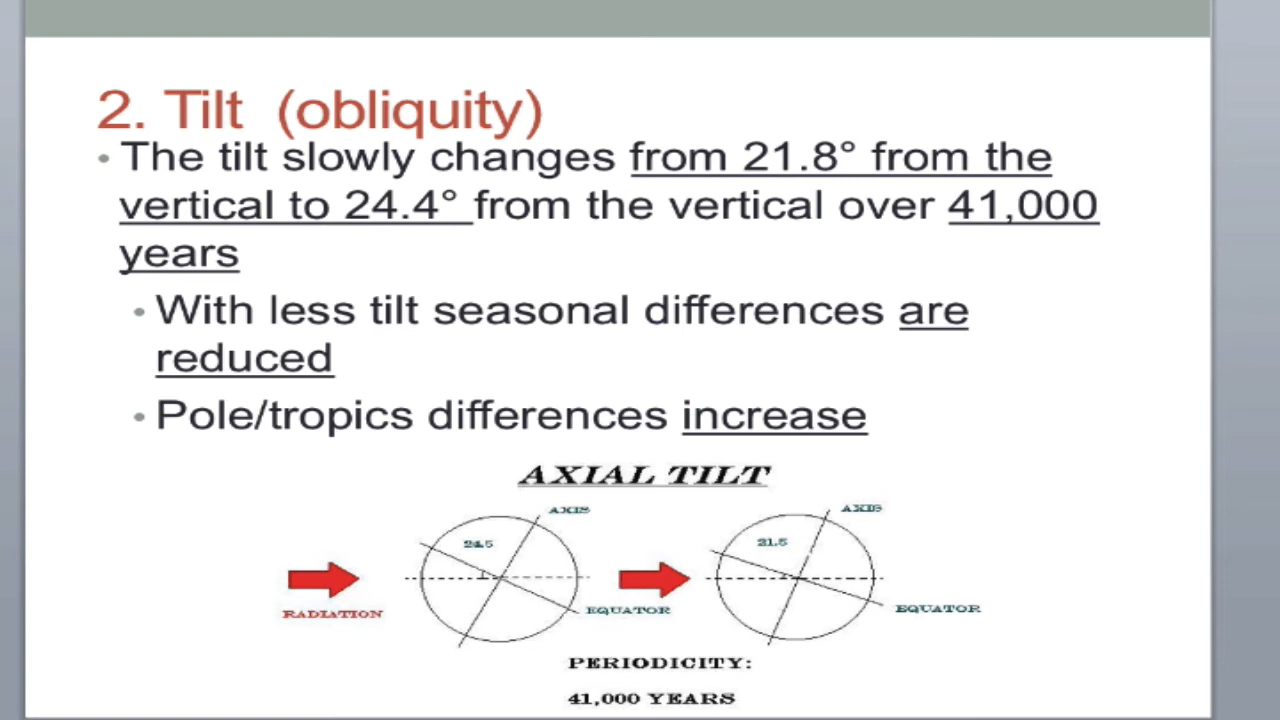 2. Tilt (obliquity)
• The tilt slowly changes from 21.8° from the
vertical to 24.4° from the vertical over 41,000
years
• With less tilt seasonal differences are
reduced
• Pole/tropics differences increase
AXIAL TILT
AXIS
AXIS
24.5
21.5
RADIATION
EQUATOR
EQUATOR
PERIODICITY:
41,000 YEARS